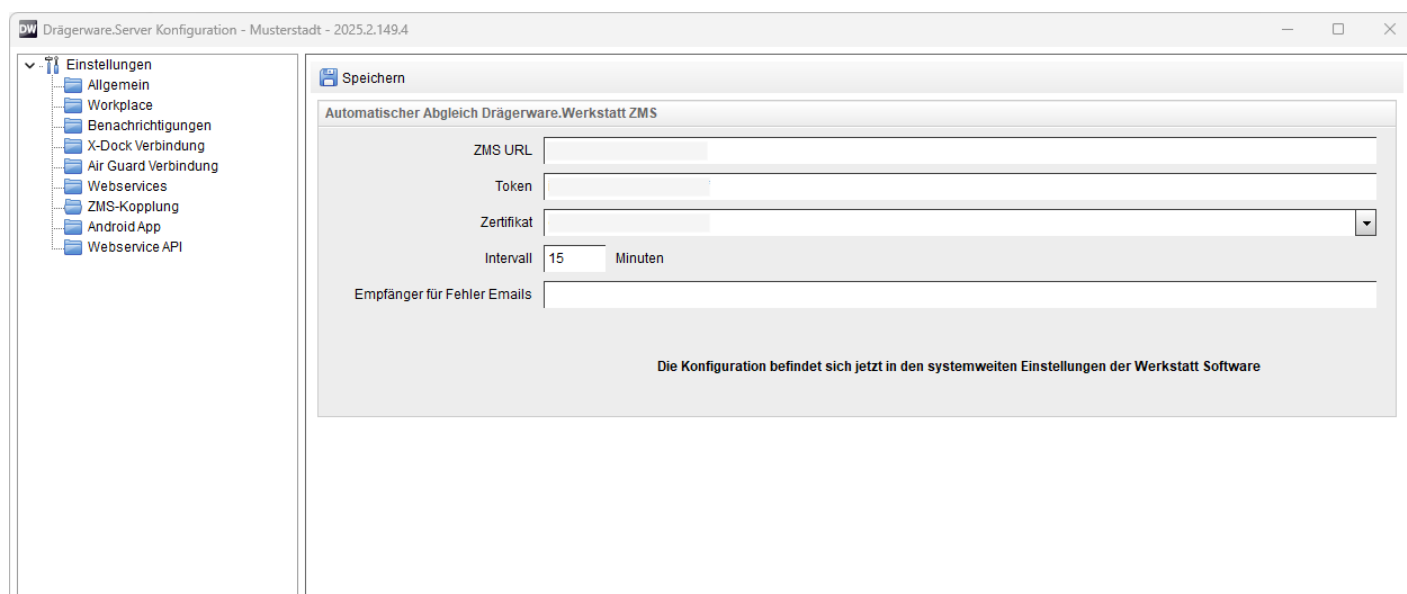 DW Drägerware.Server Konfiguration - Musterstadt - 2025.2.149.4
Einstellungen
Allgemein
Workplace
Benachrichtigungen
X-Dock Verbindung
Air Guard Verbindung
Webservices
ZMS-Kopplung
Android App
Webservice API
Speichern
Automatischer Abgleich Drägerware.Werkstatt ZMS
ZMS URL
Token
Zertifikat
Intervall 15 Minuten
Empfänger für Fehler Emails
Die Konfiguration befindet sich jetzt in den systemweiten Einstellungen der Werkstatt Software